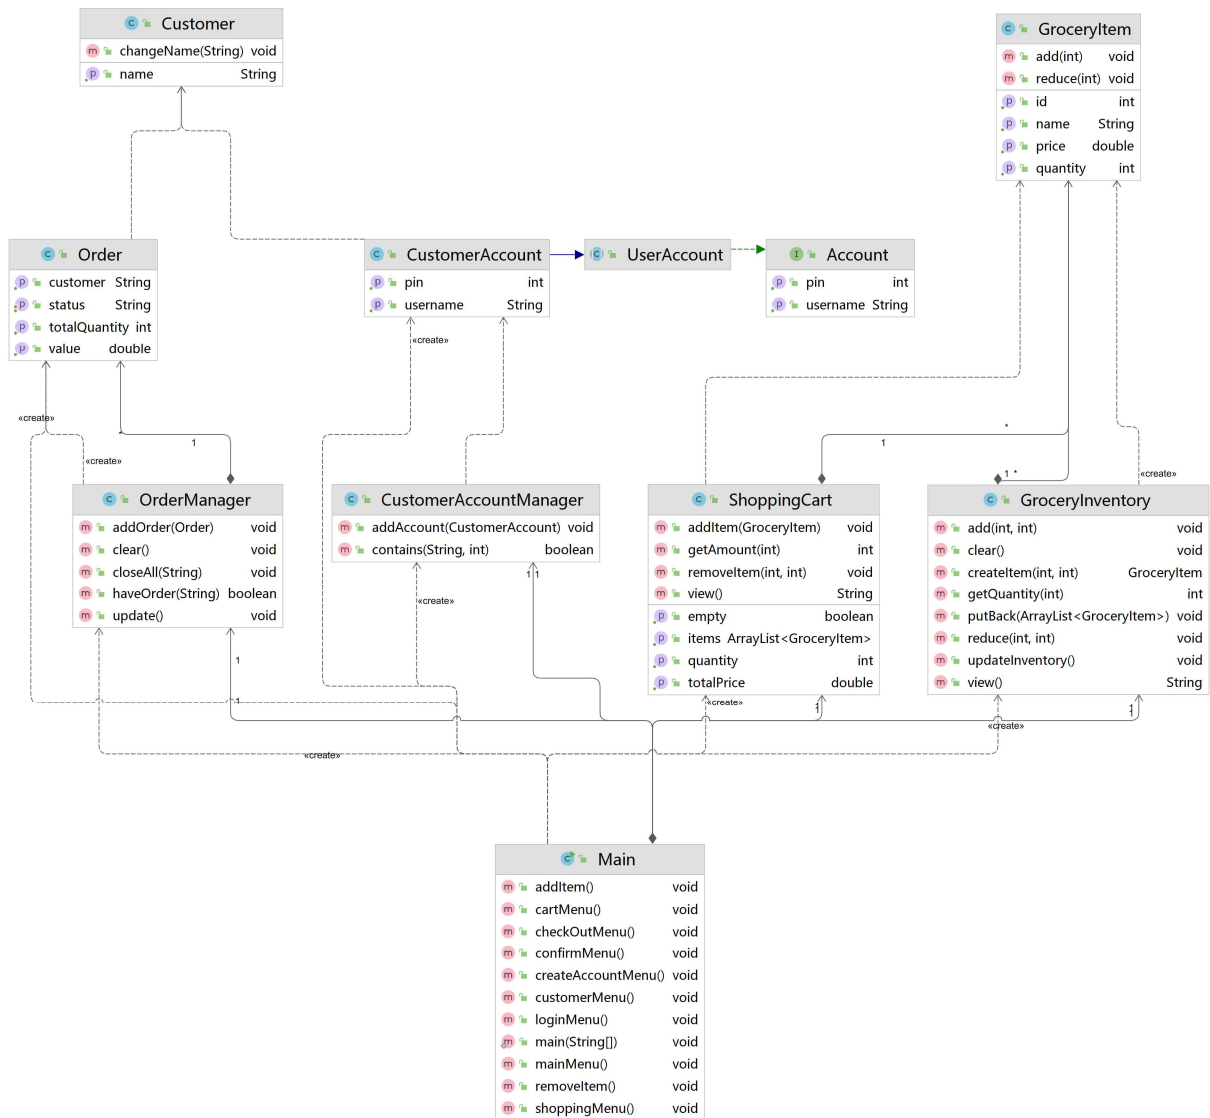 Customer
changeName(String) void
name String
GroceryItem
add(int) void
reduce(int) void
id int
name String
price double
quantity int
Order
customer String
status String
totalQuantity int
value double
CustomerAccount
pin int
username String
UserAccount
Account
pin int
username String
«create»
«create»
*
1
«create»
1
*
1 *
«create»
OrderManager
addOrder(Order) void
clear() void
closeAll(String) void
haveOrder(String) boolean
update() void
CustomerAccountManager
addAccount(CustomerAccount) void
contains(String, int) boolean
ShoppingCart
addItem(GroceryItem) void
getAmount(int) int
removeItem(int, int) void
view() String
empty boolean
items ArrayList<GroceryItem>
quantity int
totalPrice double
GroceryInventory
add(int, int) void
clear() void
createItem(int, int) GroceryItem
getQuantity(int) int
putBack(ArrayList<GroceryItem>) void
reduce(int, int) void
updateInventory() void
view() String
«create»
1
1
1 1
«create»
1
1
1
1
«create»
«create»
Main
addItem() void
cartMenu() void
checkOutMenu() void
confirmMenu() void
createAccountMenu() void
customerMenu() void
loginMenu() void
main(String[]) void
mainMenu() void
removeItem() void
shoppingMenu() void